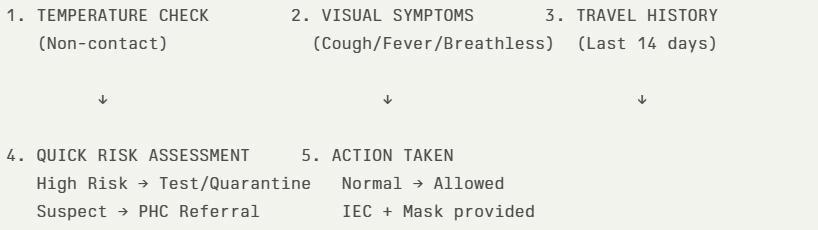 1. TEMPERATURE CHECK 2. VISUAL SYMPTOMS 3. TRAVEL HISTORY
(Non-contact) (Cough/Fever/Breathless) (Last 14 days)
↓ ↓ ↓
4. QUICK RISK ASSESSMENT 5. ACTION TAKEN
High Risk → Test/Quarantine Normal → Allowed
Suspect → PHC Referral IEC + Mask provided